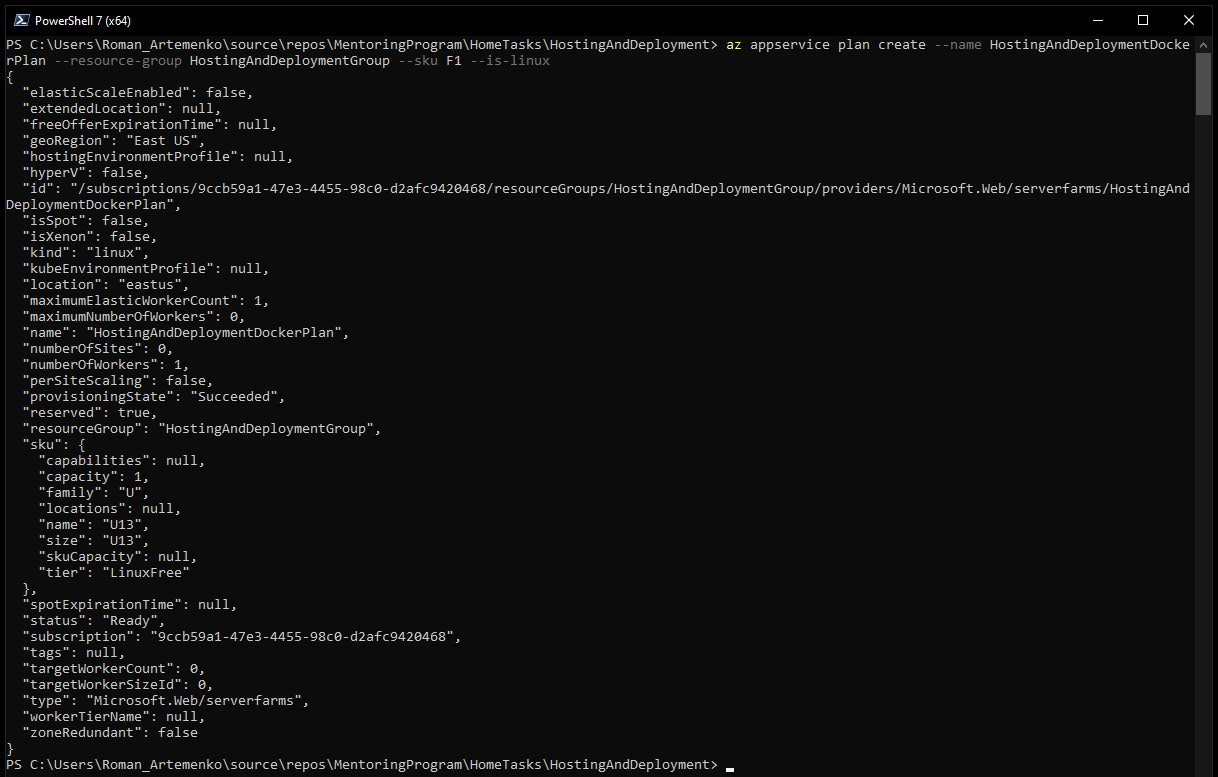 PowerShell 7 (x64)
PS C:\Users\Roman_Artemenko\source\repos\MentoringProgram\HomeTasks\HostingAndDeployment> az appservice plan create --name HostingAndDeploymentDocke
rPlan --resource-group HostingAndDeploymentGroup --sku F1 --is-linux
{
  "elasticScaleEnabled": false,
  "extendedLocation": null,
  "freeOfferExpirationTime": null,
  "geoRegion": "East US",
  "hostingEnvironmentProfile": null,
  "hyperV": false,
  "id": "/subscriptions/9ccb59a1-47e3-4455-98c0-d2afc9420468/resourceGroups/HostingAndDeploymentGroup/providers/Microsoft.Web/serverfarms/HostingAnd
DeploymentDockerPlan",
  "isSpot": false,
  "isXenon": false,
  "kind": "linux",
  "kubeEnvironmentProfile": null,
  "location": "eastus",
  "maximumElasticWorkerCount": 1,
  "maximumNumberOfWorkers": 0,
  "name": "HostingAndDeploymentDockerPlan",
  "numberOfSites": 0,
  "numberOfWorkers": 1,
  "perSiteScaling": false,
  "provisioningState": "Succeeded",
  "reserved": true,
  "resourceGroup": "HostingAndDeploymentGroup",
  "sku": {
    "capabilities": null,
    "capacity": 1,
    "family": "U",
    "locations": null,
    "name": "U13",
    "size": "U13",
    "skuCapacity": null,
    "tier": "LinuxFree"
  },
  "spotExpirationTime": null,
  "status": "Ready",
  "subscription": "9ccb59a1-47e3-4455-98c0-d2afc9420468",
  "tags": null,
  "targetWorkerCount": 0,
  "targetWorkerSizeId": 0,
  "type": "Microsoft.Web/serverfarms",
  "workerTierName": null,
  "zoneRedundant": false
}
PS C:\Users\Roman_Artemenko\source\repos\MentoringProgram\HomeTasks\HostingAndDeployment>